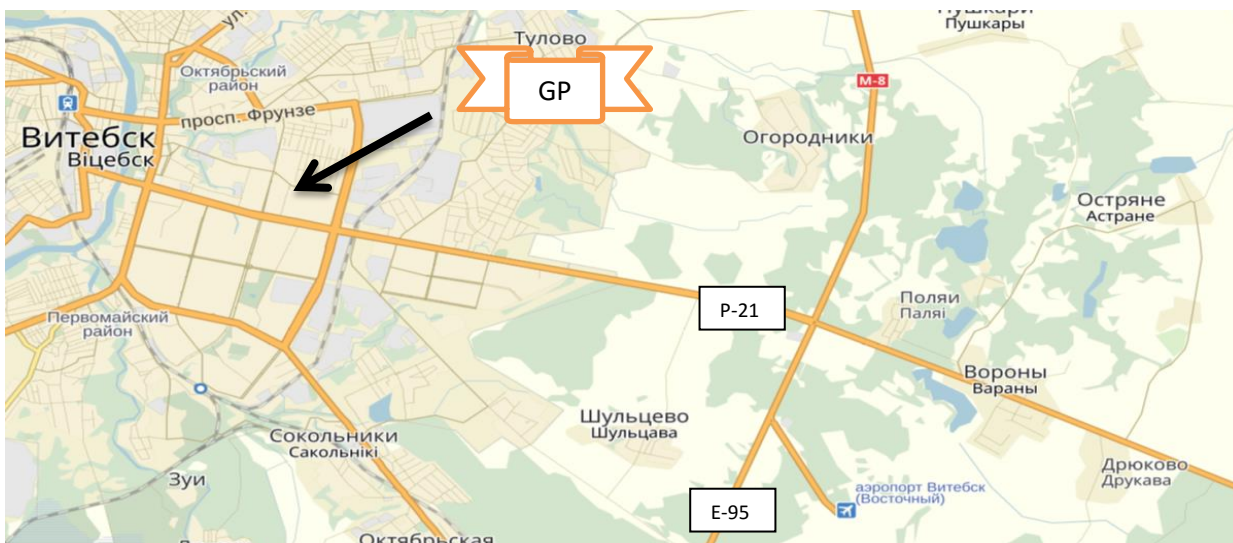 Пушкари
Пушкары
ул.
Тулово
Октябрьский
район
GP
M-8
просп. Фрунзе
Огородники
Витебск
Віцебск
Остряне
Астране
Поляи
Паляі
P-21
Первомайский
район
Вороны
Вараны
Шульцево
Шульцава
Сокольники
Сакольнікі
Дрюково
Друкава
Зуи
аэропорт Витебск
(Восточный)
E-95
Октябрьская